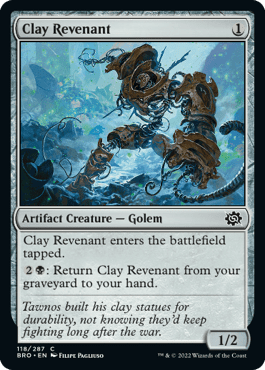 Clay Revenant 1
Artifact Creature — Golem
Clay Revenant enters the battlefield
tapped.
2 : Return Clay Revenant from your
graveyard to your hand.
Tawnos built his clay statues for
durability, not knowing they'd keep
fighting long after the war.
1/2
118/287 C
BRO • EN FILIPE PAGLIUSO ™ & © 2022 Wizards of the Coast